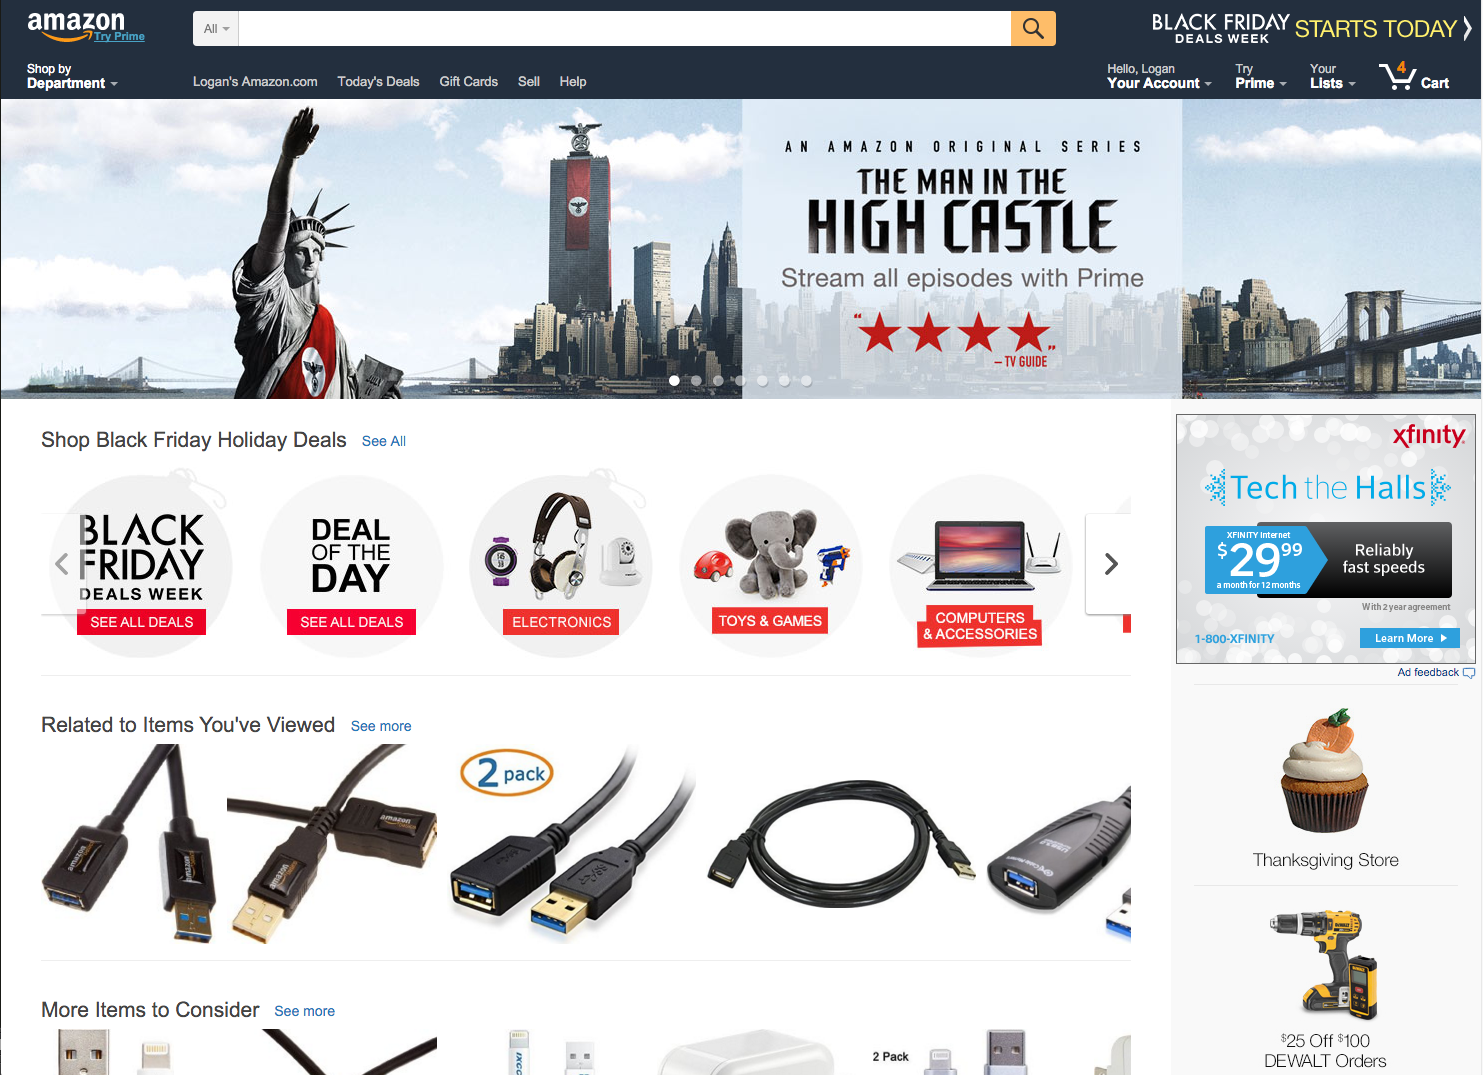 amazon
Try Prime
All
BLACK FRIDAY
DEALS WEEK
STARTS TODAY
Shop by
Department
Logan's Amazon.com
Today's Deals
Gift Cards
Sell
Help
Hello, Logan
Your Account
Try
Prime
Your
Lists
4
Cart
AN AMAZON ORIGINAL SERIES
THE MAN IN THE
HIGH CASTLE
Stream all episodes with Prime
“ ”
– TV GUIDE
JULY
Shop Black Friday Holiday Deals See All
BLACK
FRIDAY
DEALS WEEK
SEE ALL DEALS
DEAL
OF THE
DAY
SEE ALL DEALS
ELECTRONICS
TOYS & GAMES
COMPUTERS
& ACCESSORIES
xfinity
Tech the Halls
XFINITY Internet
$29.99
a month for 12 months
Reliably
fast speeds
With 2 year agreement
1-800-XFINITY
Learn More
Ad feedback
Related to Items You've Viewed See more
amazon
amazon
amazon
amazon
2 pack
Thanksgiving Store
DEWALT
$25 Off $100
DEWALT Orders
More Items to Consider See more
2 Pack